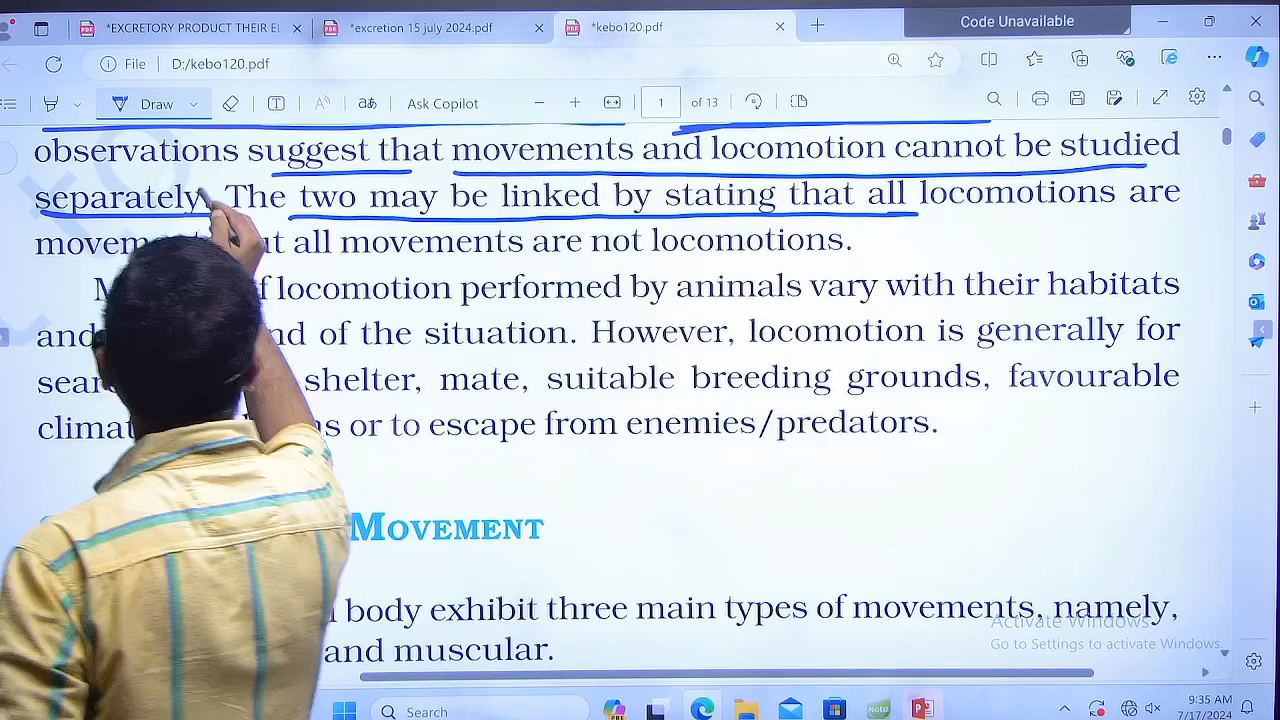 *EXCRETORY PRODUCT THEIR EL
*excretion 15 july 2024.pdf
*kebo120.pdf
Code Unavailable
File D:/kebo120.pdf
Draw Ask Copilot 1 of 13
observations suggest that movements and locomotion cannot be studied
separately. The two may be linked by stating that all locomotions are
all movements are not locomotions.
locomotion performed by animals vary with their habitats
and of the situation. However, locomotion is generally for
shelter, mate, suitable breeding grounds, favourable
or to escape from enemies/predators.
MOVEMENT
body exhibit three main types of movements, namely,
and muscular.
Activate Windows
Go to Settings to activate Windows.
Search
9:35 AM
7/17/2024